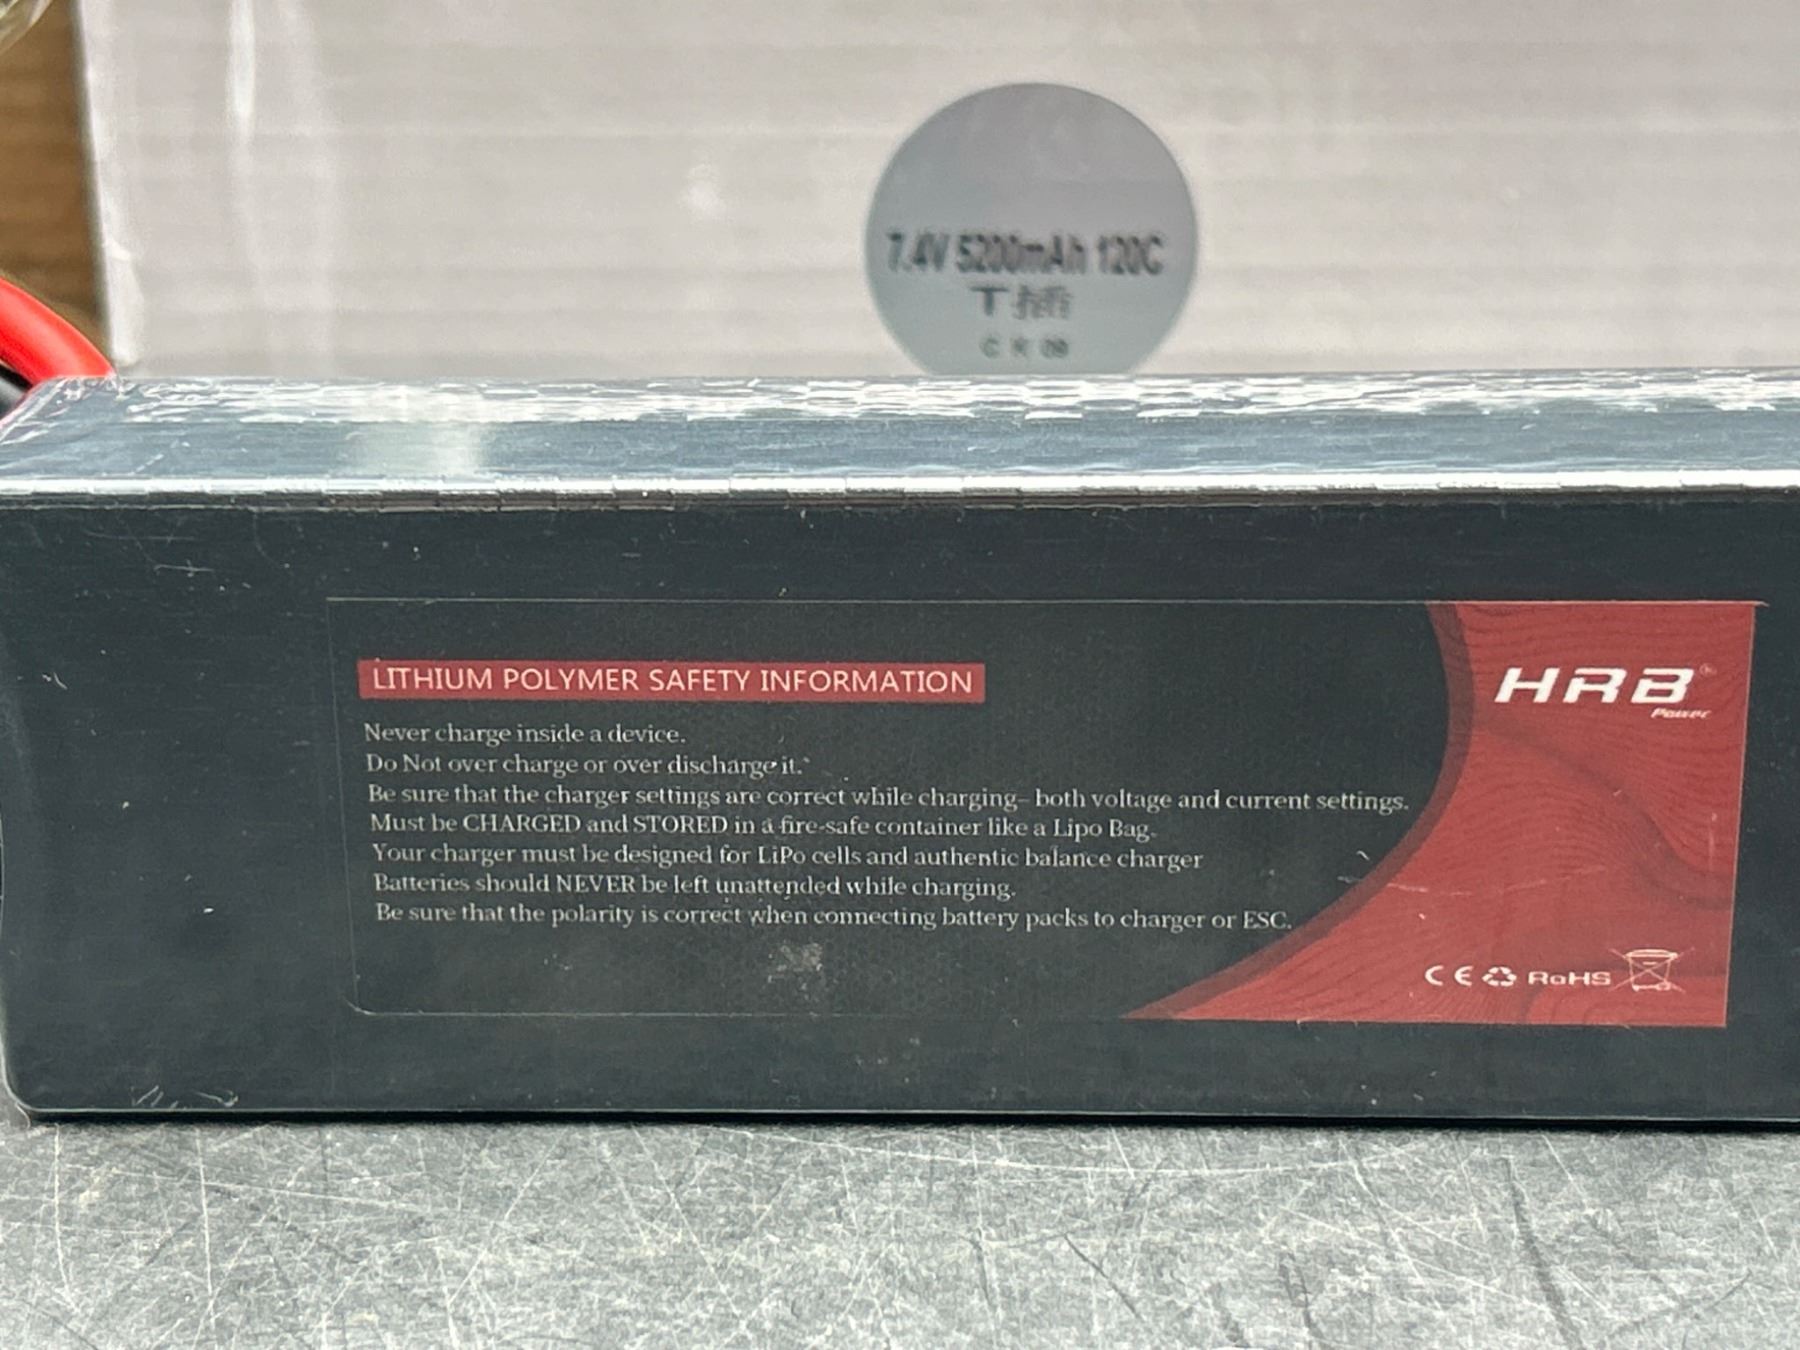 7.4V 5200mAh 120C
T插
C R 09
LITHIUM POLYMER SAFETY INFORMATION
HRB®
Power
Never charge inside a device.
Do Not over charge or over discharge it.
Be sure that the charger settings are correct while charging- both voltage and current settings.
Must be CHARGED and STORED in a fire-safe container like a Lipo Bag.
Your charger must be designed for LiPo cells and authentic balance charger
Batteries should NEVER be left unattended while charging.
Be sure that the polarity is correct when connecting battery packs to charger or ESC.
CE RoHS